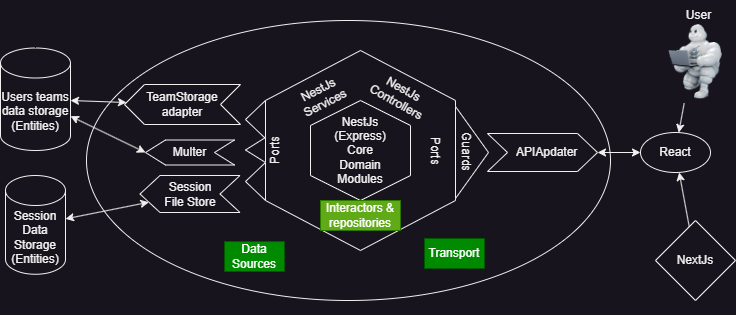 User
Users teams
data storage
(Entities)
TeamStorage
adapter
Multer
Session
File Store
Session
Data
Storage
(Entities)
Ports
NestJs
Services
NestJs
Controllers
NestJs
(Express)
Core
Domain
Modules
Ports
Guards
Interactors &
repositories
Data
Sources
Transport
APIApdater
React
NextJs